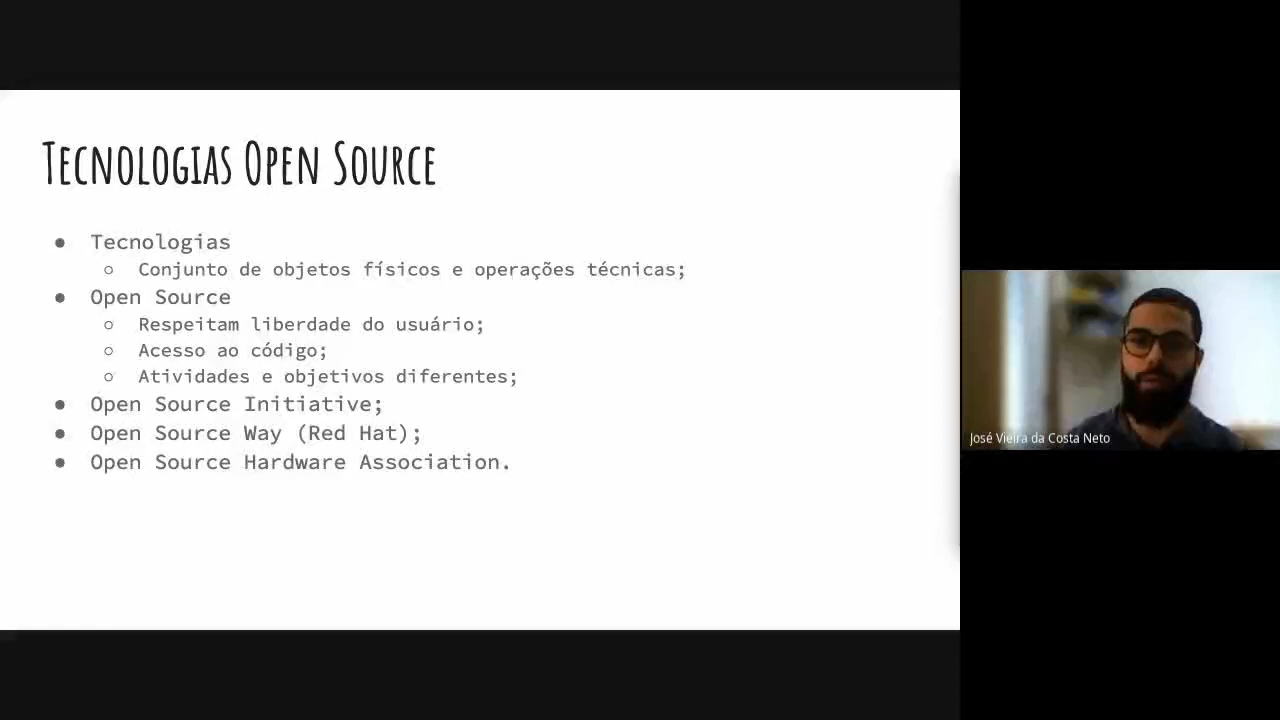 Tecnologias Open Source
● Tecnologias
○ Conjunto de objetos físicos e operações técnicas;
● Open Source
○ Respeitam liberdade do usuário;
○ Acesso ao código;
○ Atividades e objetivos diferentes;
● Open Source Initiative;
● Open Source Way (Red Hat);
● Open Source Hardware Association.
José Vieira da Costa Neto